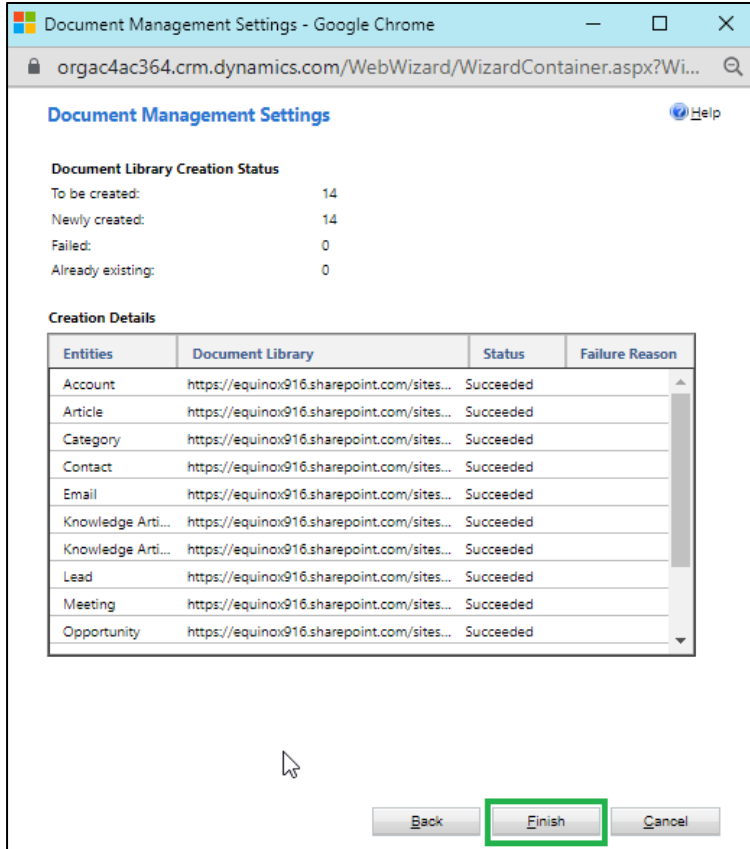 Document Management Settings - Google Chrome
orgac4ac364.crm.dynamics.com/WebWizard/WizardContainer.aspx?Wi...
Document Management Settings
Help
Document Library Creation Status
To be created: 14
Newly created: 14
Failed: 0
Already existing: 0
Creation Details
Entities Document Library Status Failure Reason
Account https://equinox916.sharepoint.com/sites... Succeeded
Article https://equinox916.sharepoint.com/sites... Succeeded
Category https://equinox916.sharepoint.com/sites... Succeeded
Contact https://equinox916.sharepoint.com/sites... Succeeded
Email https://equinox916.sharepoint.com/sites... Succeeded
Knowledge Arti... https://equinox916.sharepoint.com/sites... Succeeded
Knowledge Arti... https://equinox916.sharepoint.com/sites... Succeeded
Lead https://equinox916.sharepoint.com/sites... Succeeded
Meeting https://equinox916.sharepoint.com/sites... Succeeded
Opportunity https://equinox916.sharepoint.com/sites... Succeeded
Back Finish Cancel